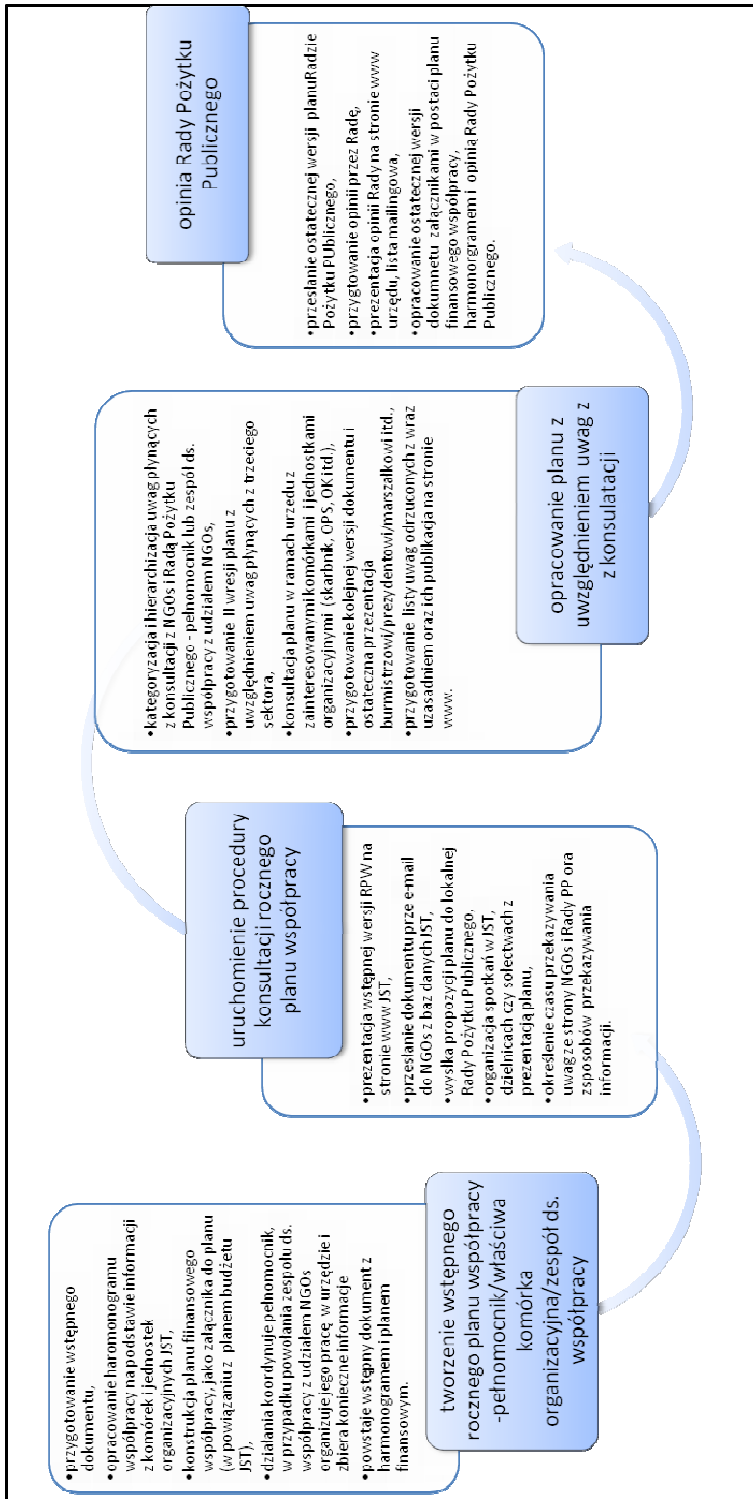 •przygotowanie wstępnego
dokumentu,
•opracowanie haromonogramu
współpracy na podstawie informacji
z komórek i jednostek
organizacyjnych JST,
•konstrukcja planu finansowego
współpracy, jako załącznika do planu
(w powiązaniu z planem budżetu
JST),
•działania koordynuje pełnomocnik,
w przypadku powołania zespołu ds.
współpracy z udziałem NGOs
organizuje jego pracę w urzędzie i
zbiera konieczne informacje
•powstaje wstępny dokument z
harmonogramem i planem
finansowym.
tworzenie wstępnego
rocznego planu współpracy
-pełnomocnik/właściwa
komórka
organizacyjna/zespół ds.
współpracy
uruchomienie procedury
konsultacji rocznego
planu współpracy
•prezentacja wstępnej wersji RPW na
stronie www JST,
•przesłanie dokumentu prze e-mail
do NGOs z baz danych JST,
•wysłka propozycji planu do lokalnej
Rady Pożytku Publicznego,
•organizacja spotkań w JST,
dzielnicach czy sołectwach z
prezentacją planu,
•określenie czasu przekazywania
uwag ze strony NGOs i Rady PP ora
zsposobów przekazywania
informacji.
•kategoryzacja i hierarchizacja uwag płynących
z konsultacji z NGOs i Radą Pożytku
Publicznego - pełnomocnik lub zespół ds.
współpracy z udziałem NGOs,
•przygotowanie II wresji planu z
uwzględnieniem uwag płynących z trzeciego
sektora,
•konsultacja planu w ramach urzedu z
zainteresowanymi komórkami i jednostkami
organizacyjnymi (skarbnik, OPS, OK itd.),
•przygotowanie kolejnej wersji dokumentu i
ostateczna przezentacja
burmistrzowi/prezydentowi/marszałkowi itd.,
•przygotowanie listy uwag odrzuconych z wraz
uzasadniem oraz ich publikacja na stronie
www.
opracowanie planu z
uwzględnieniem uwag z
z konsulatacji
opinia Rady Pożytku
Publicznego
•przesłanie ostatecznej wersji planuRadzie
Pożytku PUblicznego,
•przygtowanie opinii przez Radę,
•prezentacja opinii Rady na stronie www
urzędu, lista mailingowa,
•opracowanie ostatecznej wersji
dokumnetu załącznikami w postaci planu
finansowego współpracy,
harmonorgramem i opinią Rady Pożytku
Publicznego.